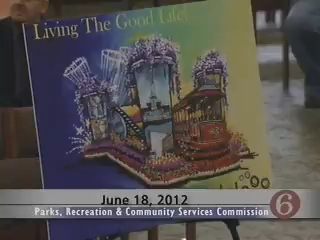 Living The Good Life!
June 18, 2012
Parks, Recreation & Community Services Commission
6